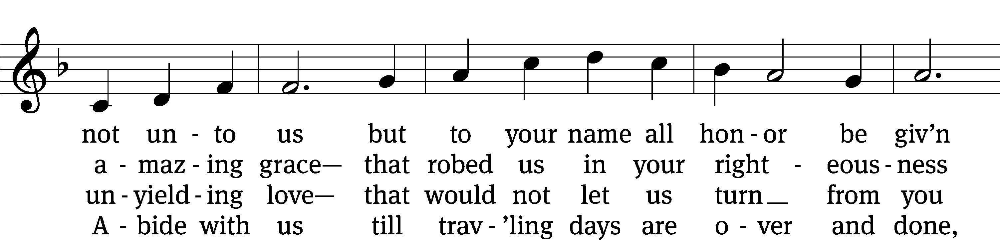 not un - to us but to your name all hon - or be giv’n
a - maz - ing grace— that robed us in your right - eous - ness
un - yield - ing love— that would not let us turn __ from you
A - bide with us till trav - ’ling days are o - ver and done,